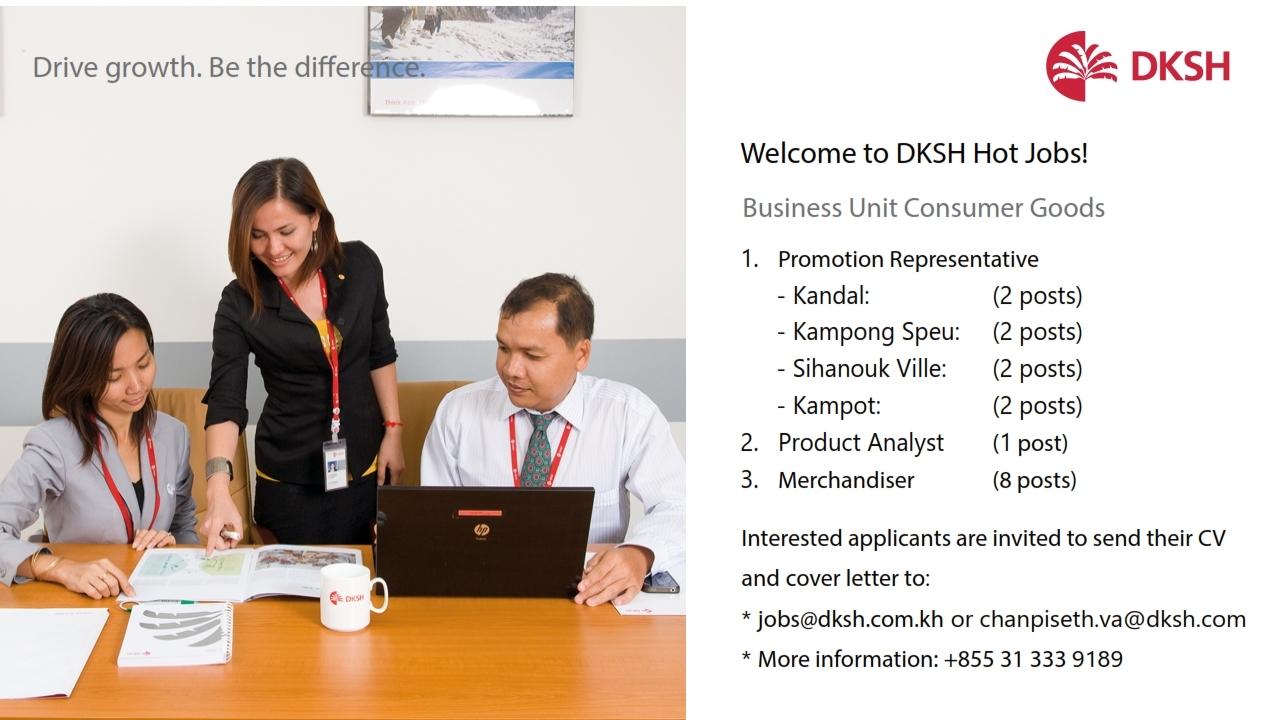 Drive growth. Be the difference.
DKSH
Welcome to DKSH Hot Jobs!
Business Unit Consumer Goods
1. Promotion Representative
- Kandal: (2 posts)
- Kampong Speu: (2 posts)
- Sihanouk Ville: (2 posts)
- Kampot: (2 posts)
2. Product Analyst (1 post)
3. Merchandiser (8 posts)
Interested applicants are invited to send their CV
and cover letter to:
* jobs@dksh.com.kh or chanpiseth.va@dksh.com
* More information: +855 31 333 9189
hp
DKSH